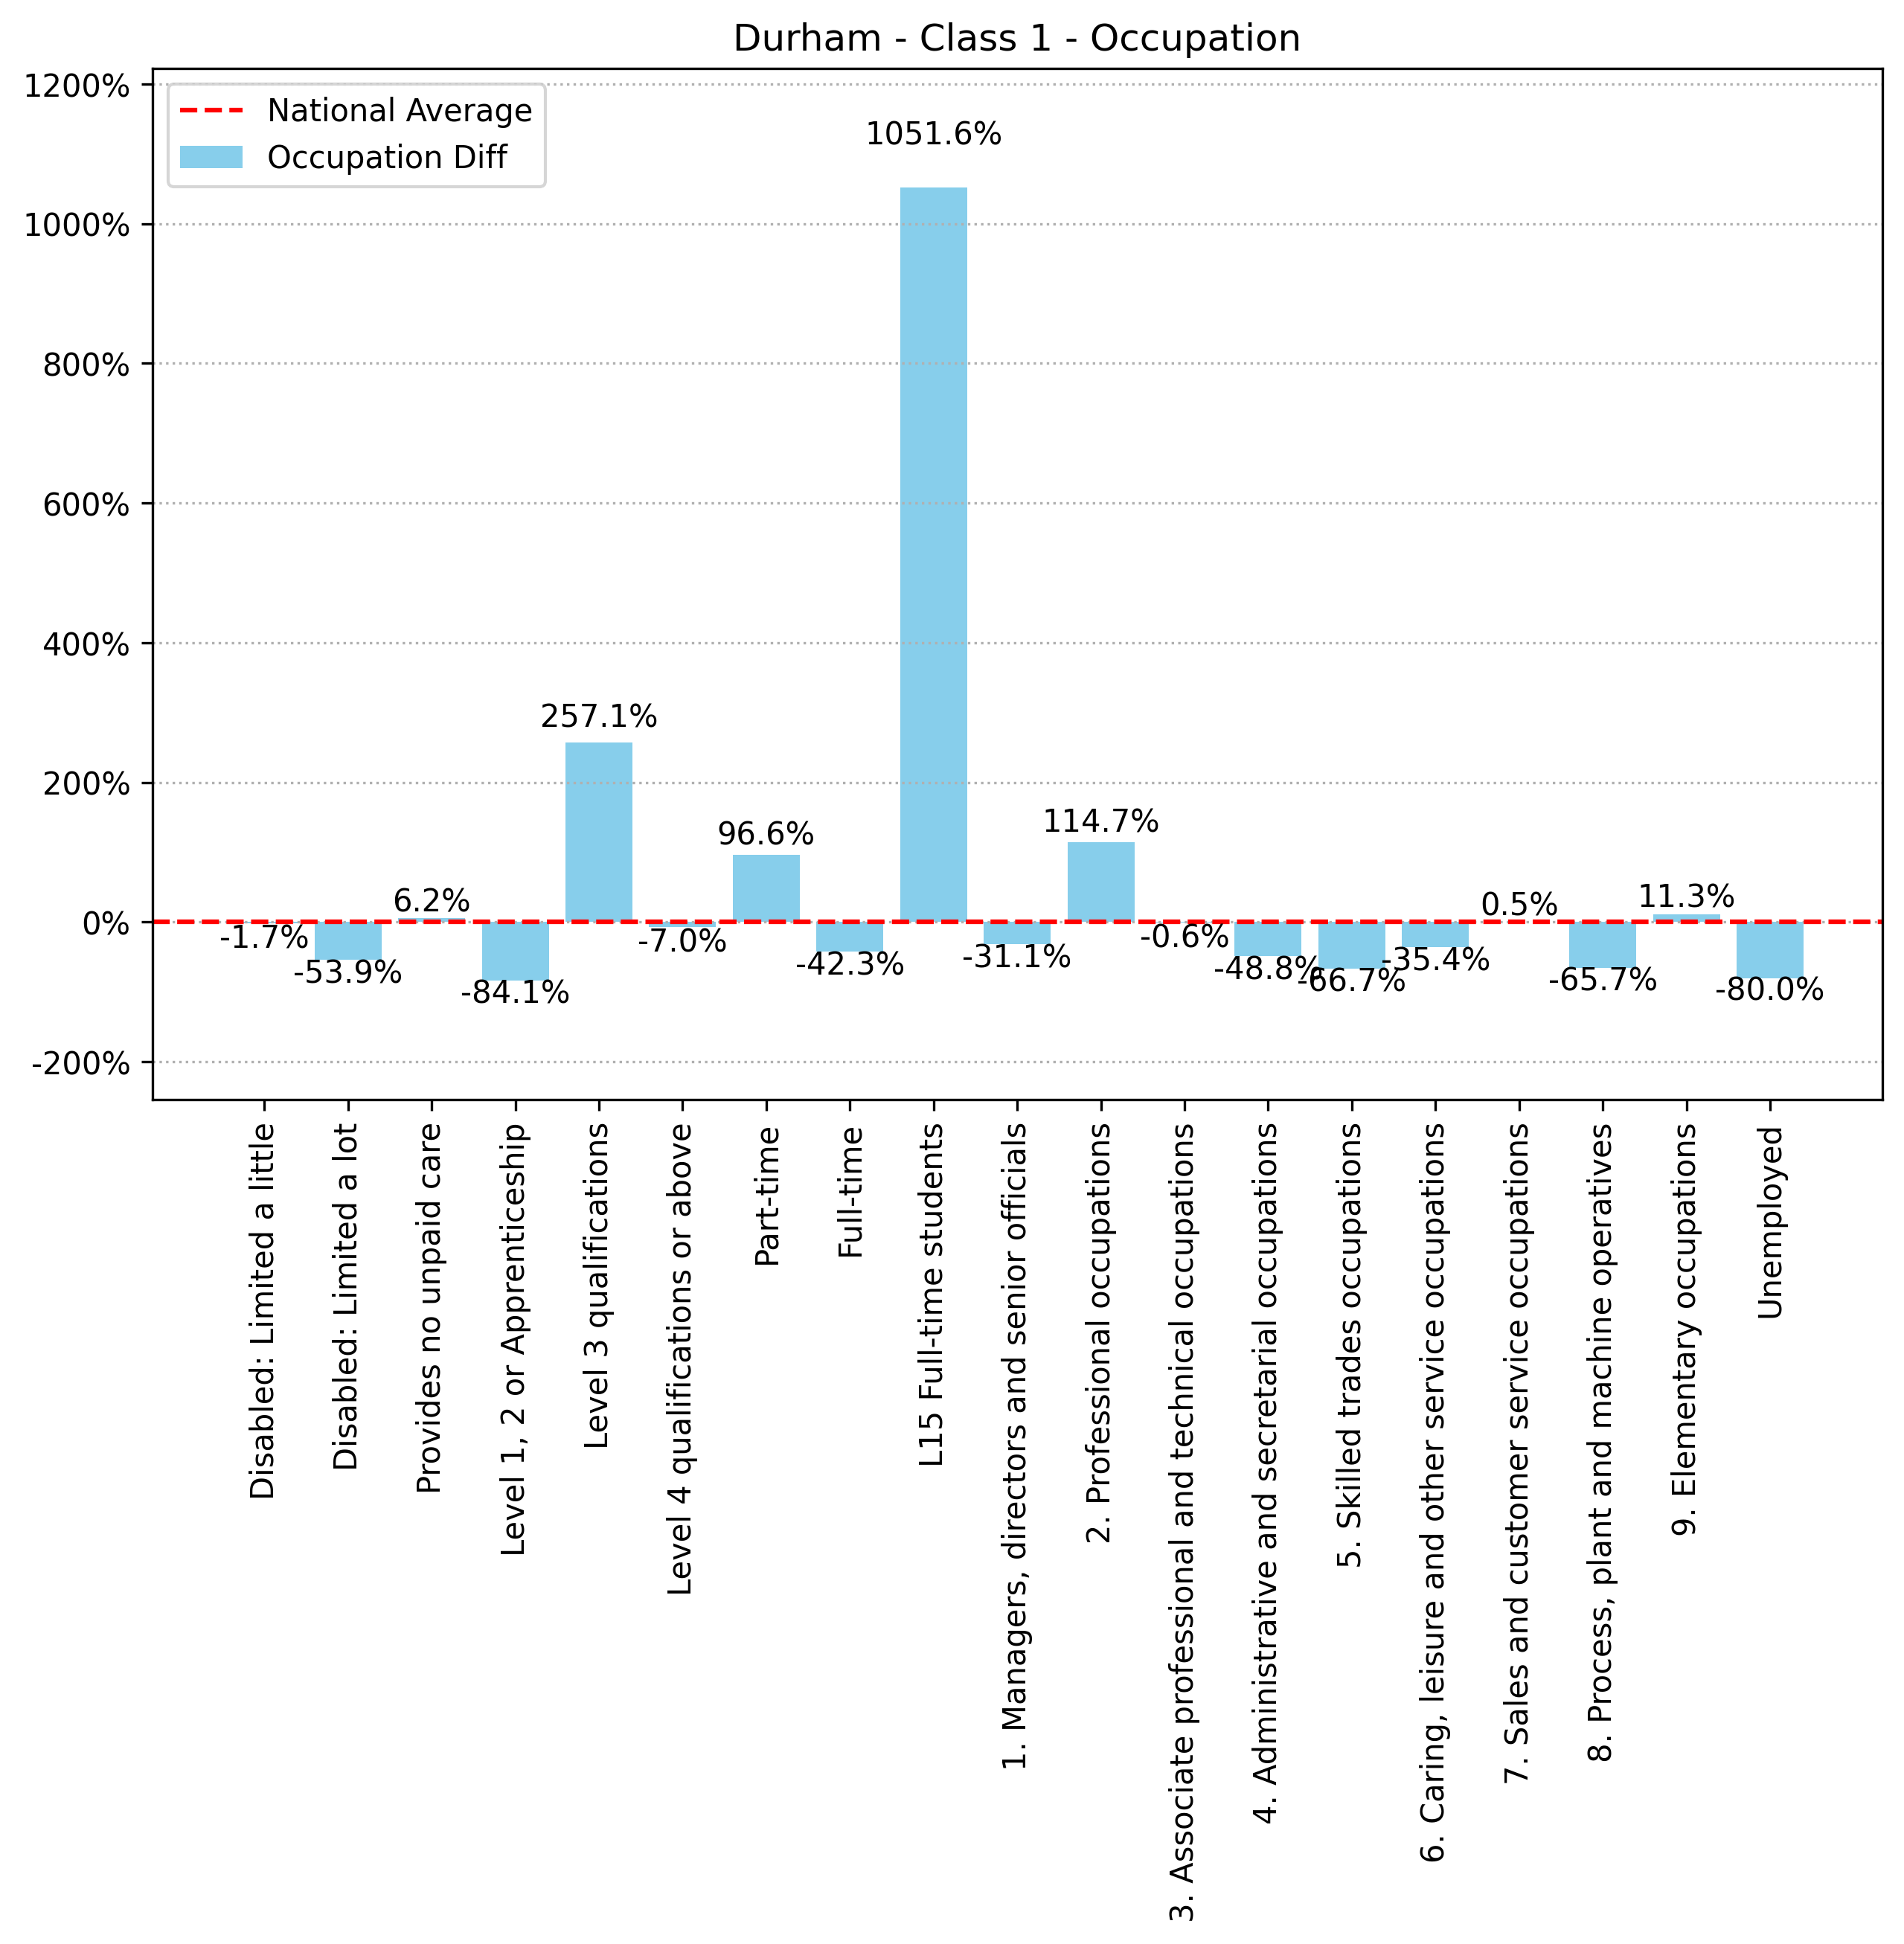 Durham - Class 1 - Occupation
1200%
1000%
800%
600%
400%
200%
0%
-200%
National Average
Occupation Diff
-1.7%
-53.9%
6.2%
-84.1%
257.1%
-7.0%
96.6%
-42.3%
1051.6%
-31.1%
114.7%
-0.6%
-48.8%
-66.7%
-35.4%
0.5%
-65.7%
11.3%
-80.0%
Disabled: Limited a little
Disabled: Limited a lot
Provides no unpaid care
Level 1, 2 or Apprenticeship
Level 3 qualifications
Level 4 qualifications or above
Part-time
Full-time
L15 Full-time students
1. Managers, directors and senior officials
2. Professional occupations
3. Associate professional and technical occupations
4. Administrative and secretarial occupations
5. Skilled trades occupations
6. Caring, leisure and other service occupations
7. Sales and customer service occupations
8. Process, plant and machine operatives
9. Elementary occupations
Unemployed